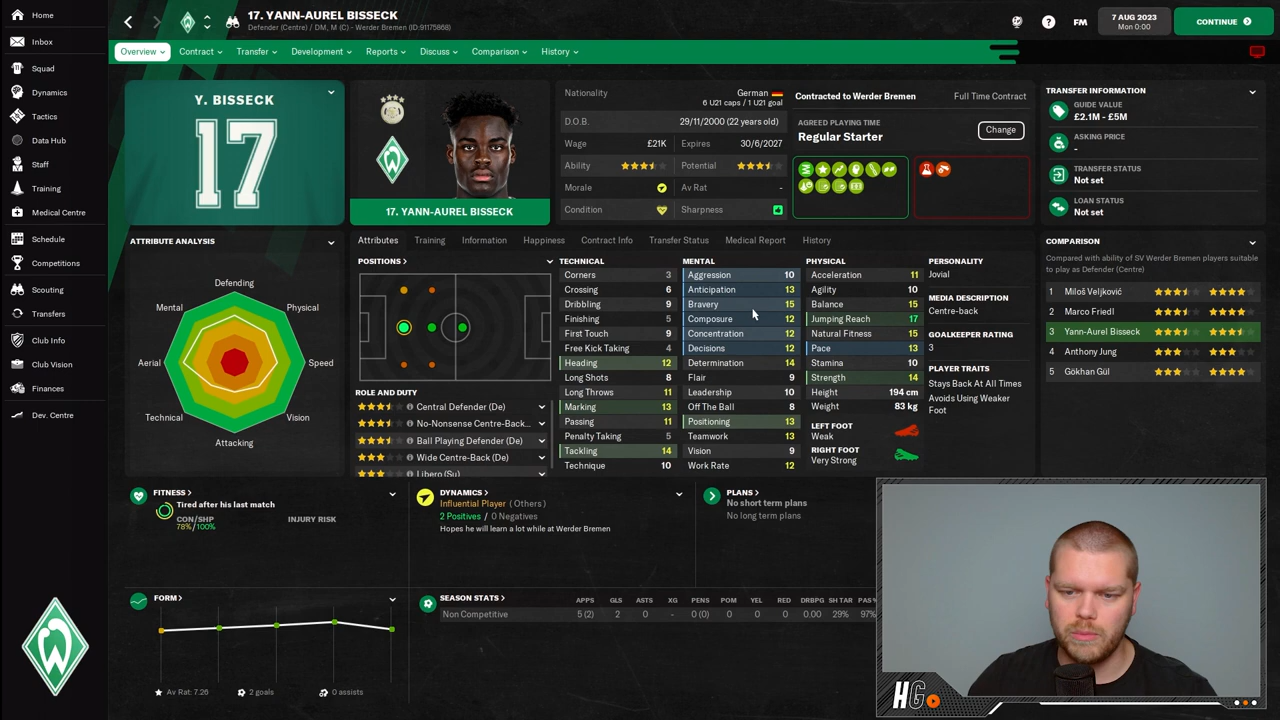 Home
Inbox
Squad
Dynamics
Tactics
Data Hub
Staff
Training
Medical Centre
Schedule
Competitions
Scouting
Transfers
Club Info
Club Vision
Finances
Dev. Centre
17. YANN-AUREL BISSECK
Defender (Centre) / DM, M (C) - Werder Bremen (ID:91175868)
FM
7 AUG 2023
Mon 0:00
CONTINUE
Overview
Contract
Transfer
Development
Reports
Discuss
Comparison
History
Y. BISSECK
17
17. YANN-AUREL BISSECK
Nationality German
6 U21 caps / 1 U21 goal
D.O.B. 29/11/2000 (22 years old)
Wage £21K Expires 30/6/2027
Ability Potential
Morale Av Rat -
Condition Sharpness
Contracted to Werder Bremen Full Time Contract
AGREED PLAYING TIME
Regular Starter
Change
TRANSFER INFORMATION
GUIDE VALUE
£2.1M - £5M
ASKING PRICE
-
TRANSFER STATUS
Not set
LOAN STATUS
Not set
ATTRIBUTE ANALYSIS
Defending
Mental Physical
Aerial Speed
Technical Vision
Attacking
Attributes Training Information Happiness Contract Info Transfer Status Medical Report History
POSITIONS >
ROLE AND DUTY
Central Defender (De)
No-Nonsense Centre-Back...
Ball Playing Defender (De)
Wide Centre-Back (De)
Libero (Su)
TECHNICAL
Corners 3
Crossing 6
Dribbling 9
Finishing 5
First Touch 9
Free Kick Taking 4
Heading 12
Long Shots 8
Long Throws 11
Marking 13
Passing 11
Penalty Taking 5
Tackling 14
Technique 10
MENTAL
Aggression 10
Anticipation 13
Bravery 15
Composure 12
Concentration 12
Decisions 12
Determination 14
Flair 9
Leadership 10
Off The Ball 8
Positioning 13
Teamwork 13
Vision 9
Work Rate 12
PHYSICAL
Acceleration 11
Agility 10
Balance 15
Jumping Reach 17
Natural Fitness 15
Pace 13
Stamina 10
Strength 14
Height 194 cm
Weight 83 kg
LEFT FOOT
Weak
RIGHT FOOT
Very Strong
PERSONALITY
Jovial
MEDIA DESCRIPTION
Centre-back
GOALKEEPER RATING
3
PLAYER TRAITS
Stays Back At All Times
Avoids Using Weaker
Foot
COMPARISON
Compared with ability of SV Werder Bremen players suitable
to play as Defender (Centre)
1 Miloš Veljković
2 Marco Friedl
3 Yann-Aurel Bisseck
4 Anthony Jung
5 Gökhan Gül
FITNESS >
Tired after his last match
CON/SHP INJURY RISK
78%/100%
DYNAMICS >
Influential Player ( Others )
2 Positives / 0 Negatives
Hopes he will learn a lot while at Werder Bremen
PLANS >
No short term plans
No long term plans
FORM >
Av Rat: 7.26 2 goals 0 assists
SEASON STATS > APPS GLS ASTS XG PENS POM YEL RED DRBPG SH TAR PAS%
Non Competitive 5 (2) 2 0 - 0 (0) 0 0 0 0.00 29% 97%
HG